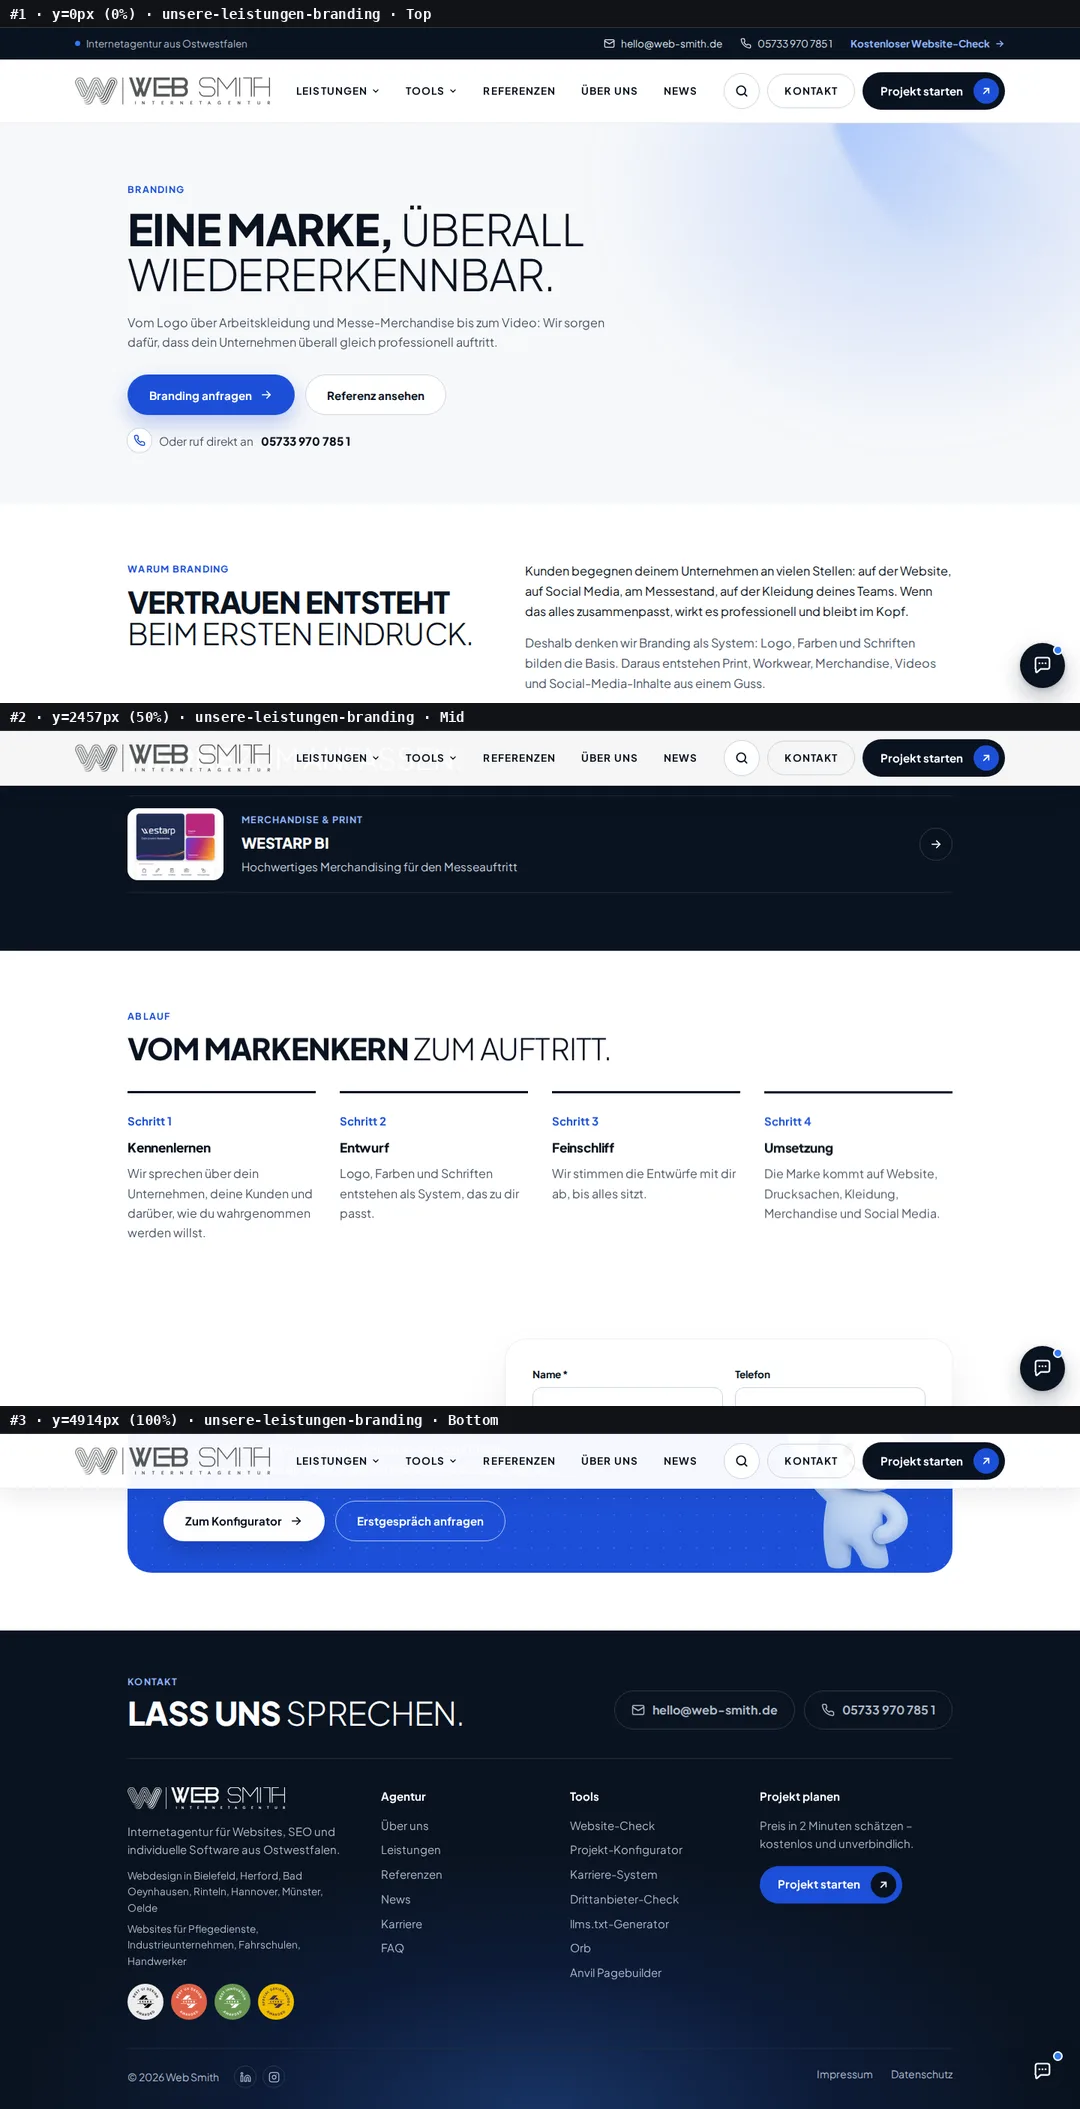 #1 · y=0px (0%) · unsere-leistungen-branding · Top
Internetagentur aus Ostwestfalen
hello@web-smith.de
05733 970 785 1
Kostenloser Website-Check →
WEB SMITH
INTERNETAGENTUR
LEISTUNGEN
TOOLS
REFERENZEN
ÜBER UNS
NEWS
KONTAKT
Projekt starten
BRANDING
EINE MARKE, ÜBERALL
WIEDERERKENNBAR.
Vom Logo über Arbeitskleidung und Messe-Merchandise bis zum Video: Wir sorgen
dafür, dass dein Unternehmen überall gleich professionell auftritt.
Branding anfragen →
Referenz ansehen
Oder ruf direkt an 05733 970 785 1
WARUM BRANDING
VERTRAUEN ENTSTEHT
BEIM ERSTEN EINDRUCK.
Kunden begegnen deinem Unternehmen an vielen Stellen: auf der Website,
auf Social Media, am Messestand, auf der Kleidung deines Teams. Wenn
das alles zusammenpasst, wirkt es professionell und bleibt im Kopf.
Deshalb denken wir Branding als System: Logo, Farben und Schriften
bilden die Basis. Daraus entstehen Print, Workwear, Merchandise, Videos
und Social-Media-Inhalte aus einem Guss.
#2 · y=2457px (50%) · unsere-leistungen-branding · Mid
WEB SMITH
INTERNETAGENTUR
LEISTUNGEN
TOOLS
REFERENZEN
ÜBER UNS
NEWS
KONTAKT
Projekt starten
westarp
MERCHANDISE & PRINT
WESTARP BI
Hochwertiges Merchandising für den Messeauftritt
ABLAUF
VOM MARKENKERN ZUM AUFTRITT.
Schritt 1
Kennenlernen
Wir sprechen über dein
Unternehmen, deine Kunden und
darüber, wie du wahrgenommen
werden willst.
Schritt 2
Entwurf
Logo, Farben und Schriften
entstehen als System, das zu dir
passt.
Schritt 3
Feinschliff
Wir stimmen die Entwürfe mit dir
ab, bis alles sitzt.
Schritt 4
Umsetzung
Die Marke kommt auf Website,
Drucksachen, Kleidung,
Merchandise und Social Media.
Name *
Telefon
#3 · y=4914px (100%) · unsere-leistungen-branding · Bottom
WEB SMITH
INTERNETAGENTUR
LEISTUNGEN
TOOLS
REFERENZEN
ÜBER UNS
NEWS
KONTAKT
Projekt starten
Zum Konfigurator →
Erstgespräch anfragen
KONTAKT
LASS UNS SPRECHEN.
hello@web-smith.de
05733 970 785 1
WEB SMITH
INTERNETAGENTUR
Internetagentur für Websites, SEO und
individuelle Software aus Ostwestfalen.
Webdesign in Bielefeld, Herford, Bad
Oeynhausen, Rinteln, Hannover, Münster,
Oelde
Websites für Pflegedienste,
Industrieunternehmen, Fahrschulen,
Handwerker
Agentur
Über uns
Leistungen
Referenzen
News
Karriere
FAQ
Tools
Website-Check
Projekt-Konfigurator
Karriere-System
Drittanbieter-Check
llms.txt-Generator
Orb
Anvil Pagebuilder
Projekt planen
Preis in 2 Minuten schätzen –
kostenlos und unverbindlich.
Projekt starten
© 2026 Web Smith
Impressum
Datenschutz